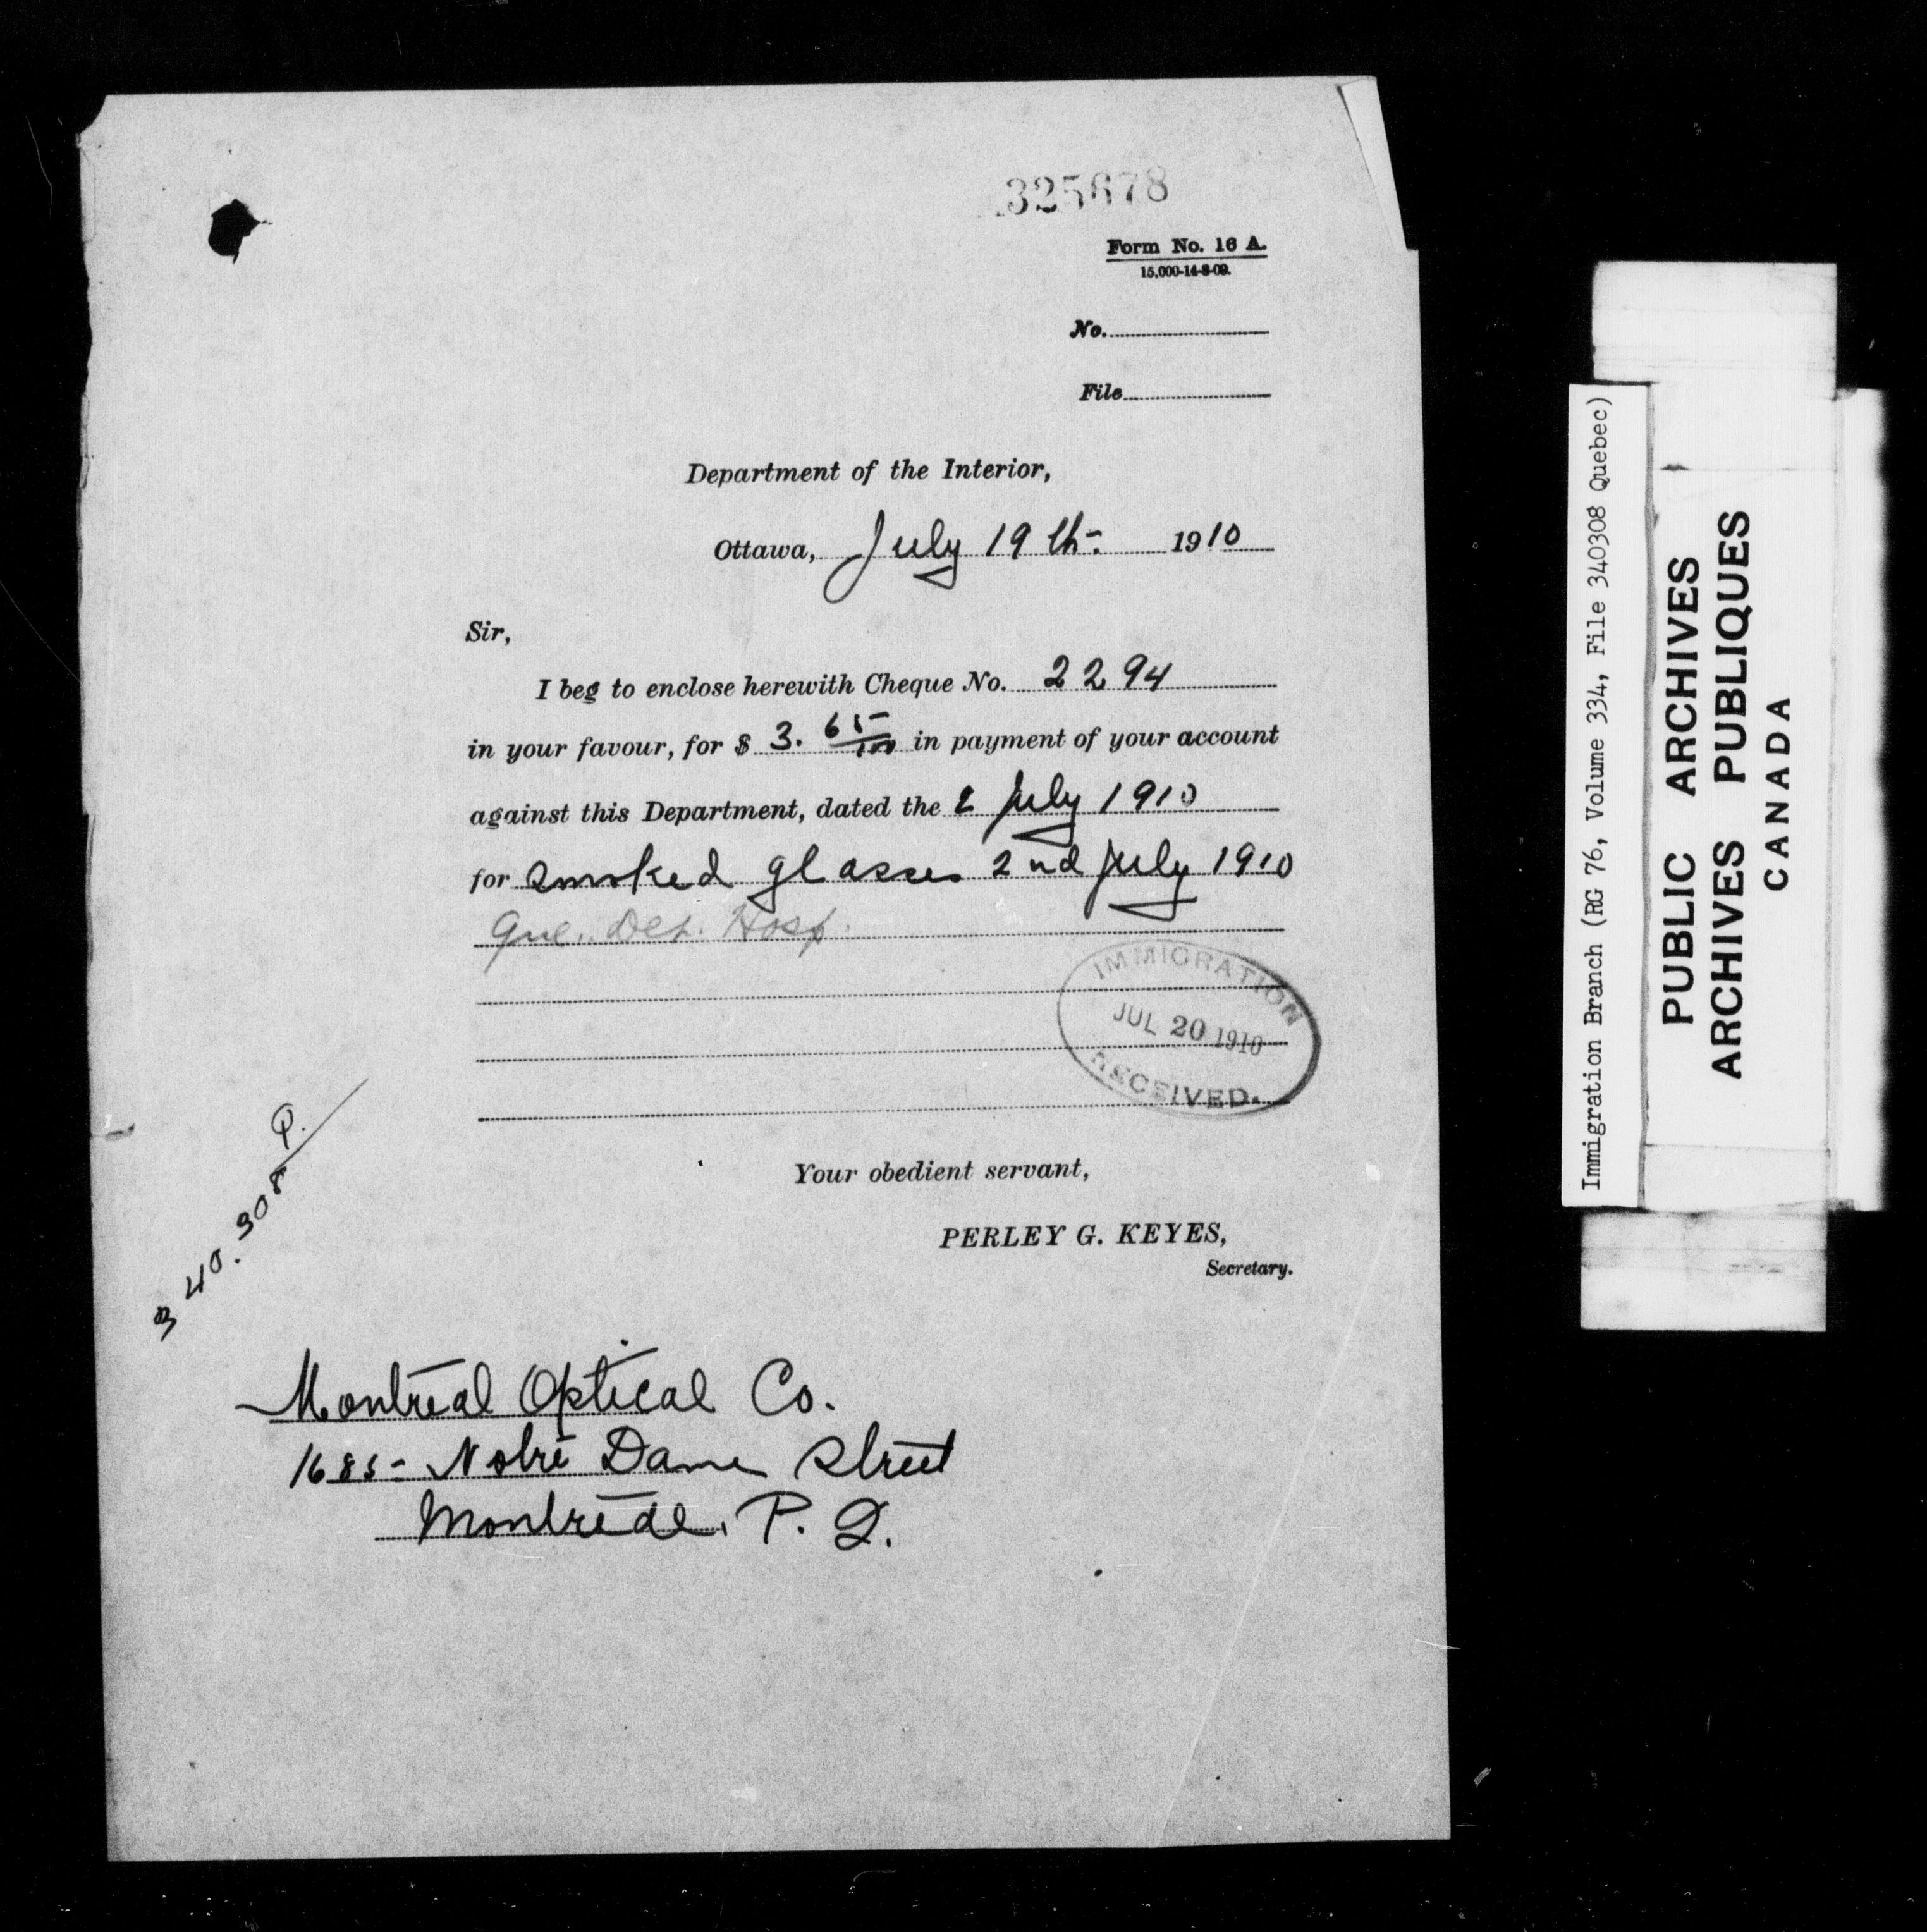 325678
Form No. 16 A.
15,000-14-8-09.
No.
File
Department of the Interior,
Ottawa, July 19th. 1910
Sir,
I beg to enclose herewith Cheque No. 2294
in your favour, for $ 3. 65/100 in payment of your account
against this Department, dated the 2 July 1910
for smoked glasses 2nd July 1910
Que. Det. Hosp.
IMMIGRATION
JUL 20 1910
RECEIVED.
Your obedient servant,
PERLEY G. KEYES,
Secretary.
340.308 Q.
Montreal Optical Co.
1685- Notre Dame Street
Montreal, P. Q.
Immigration Branch (RG 76, Volume 334, File 340308 Quebec)
PUBLIC ARCHIVES
ARCHIVES PUBLIQUES
CANADA